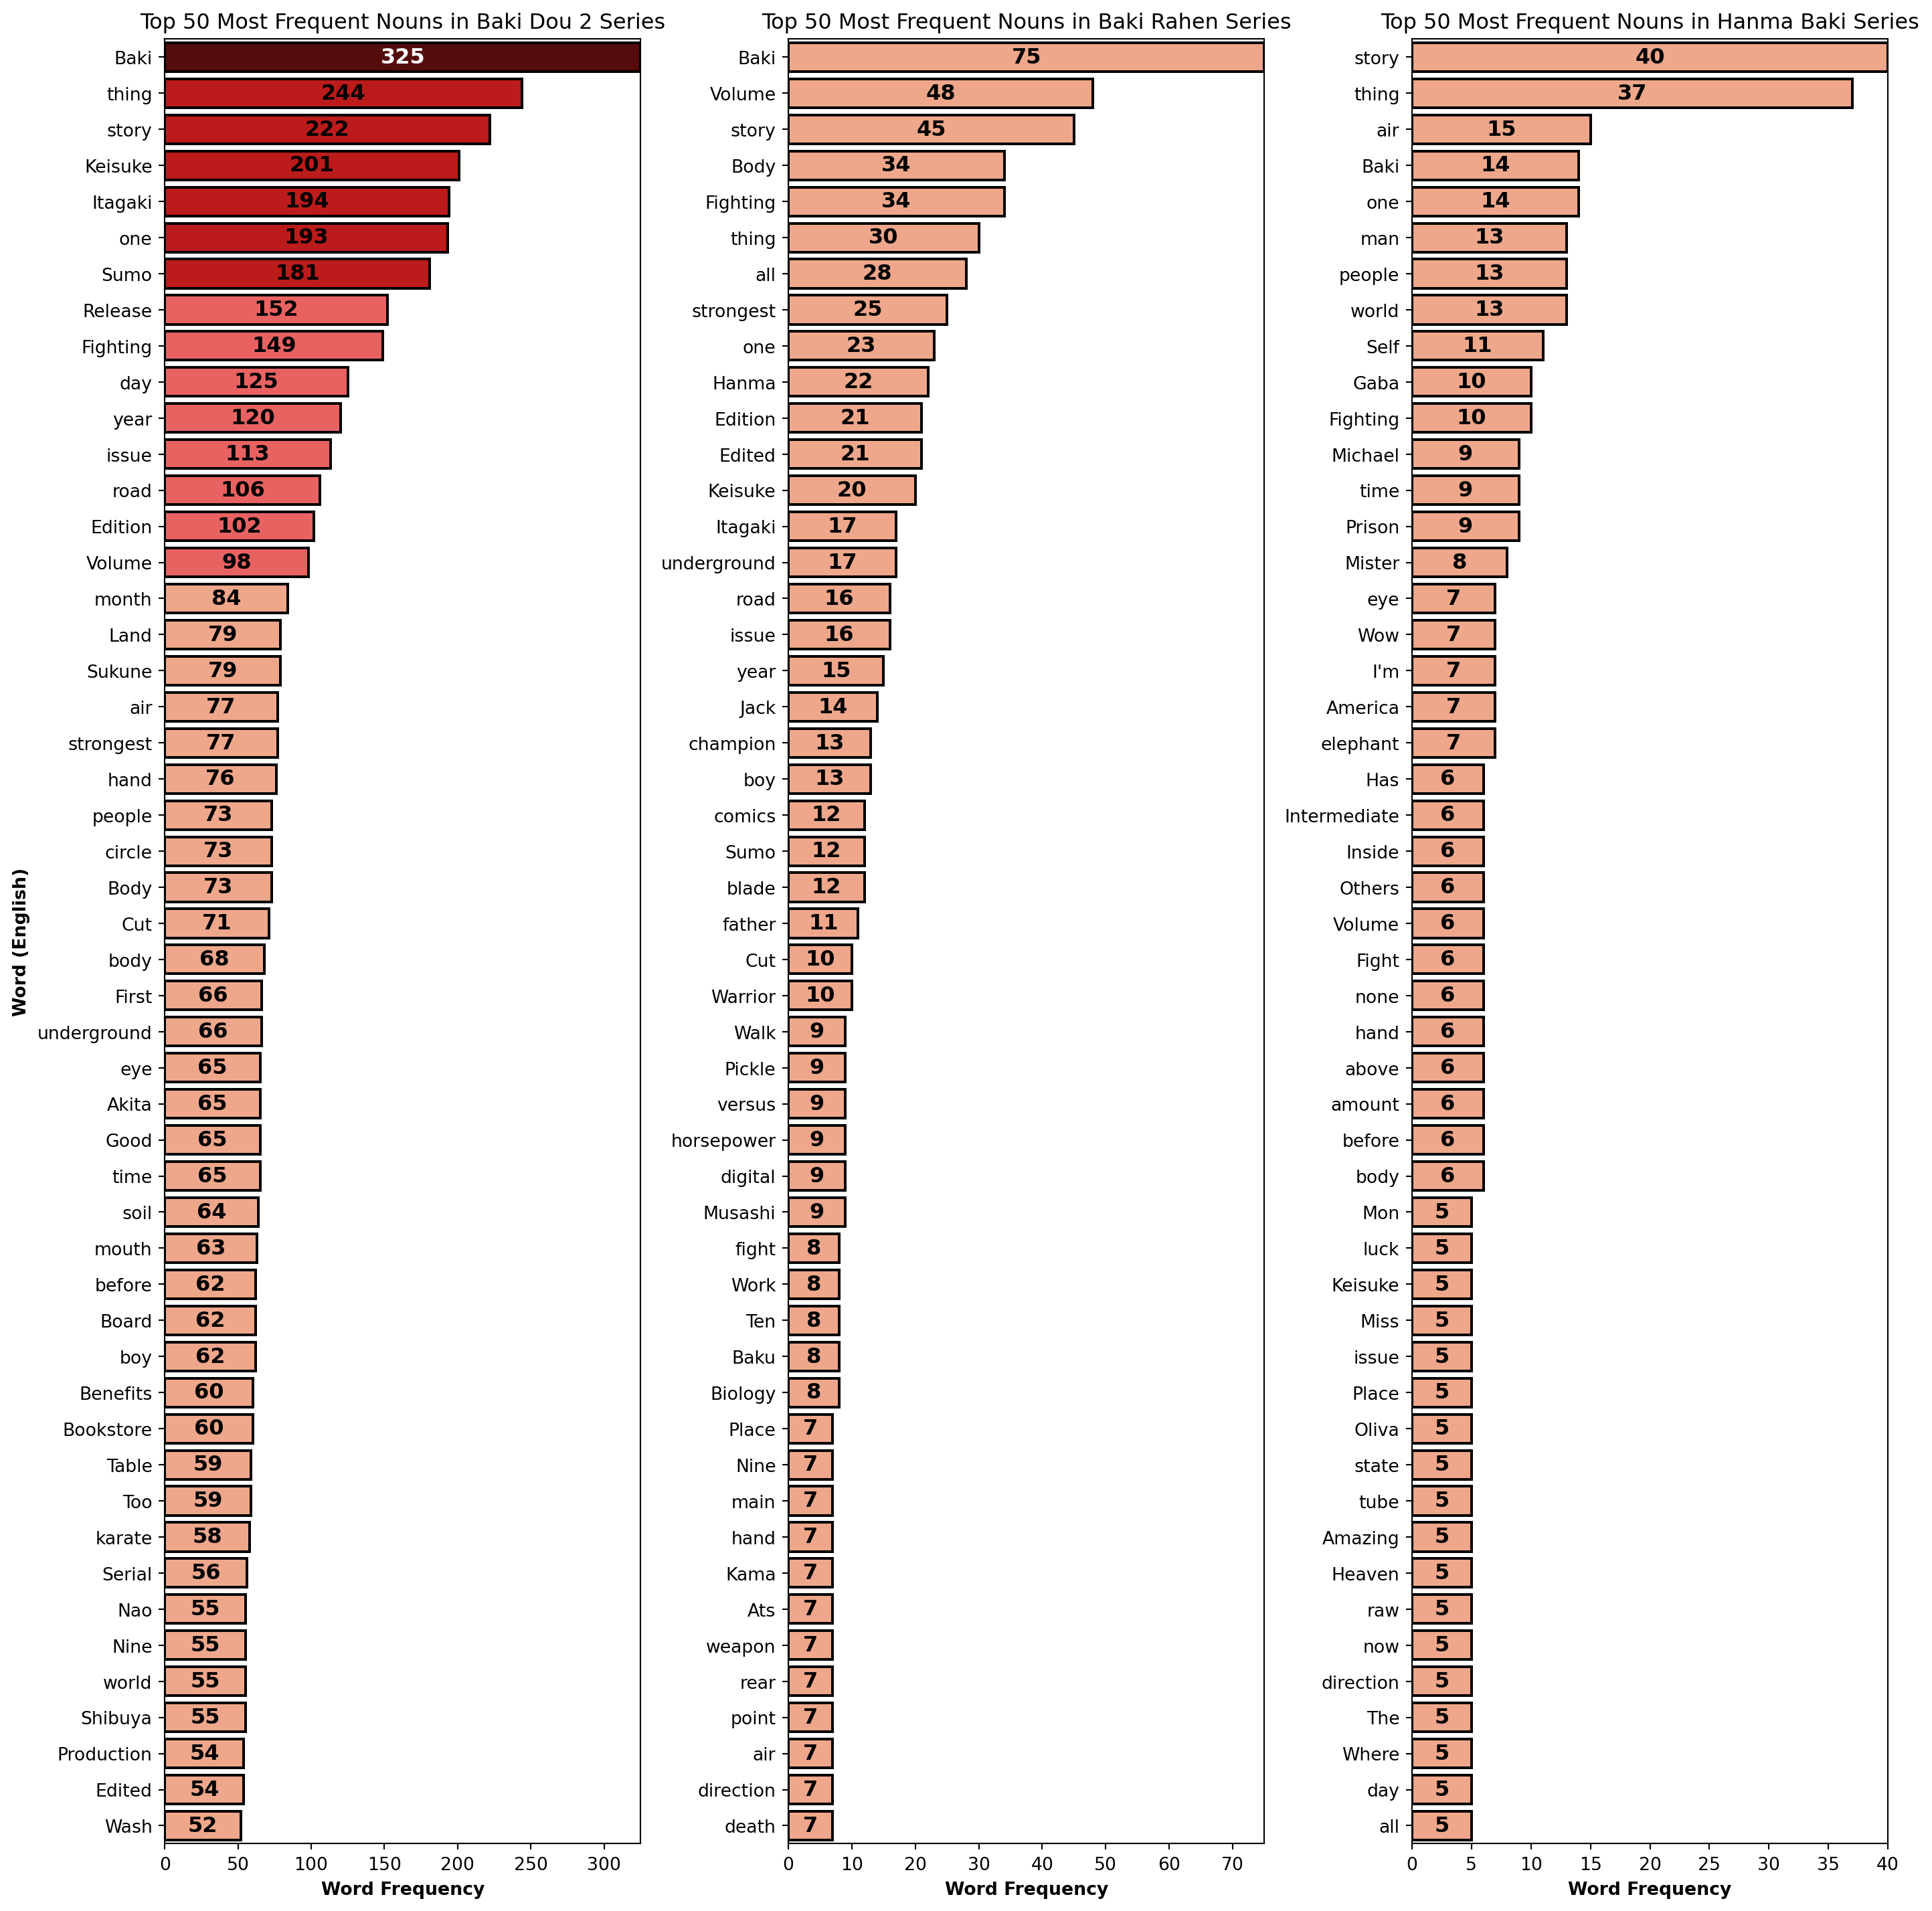 Top 50 Most Frequent Nouns in Baki Dou 2 Series
Word (English)
Baki 325
thing 244
story 222
Keisuke 201
Itagaki 194
one 193
Sumo 181
Release 152
Fighting 149
day 125
year 120
issue 113
road 106
Edition 102
Volume 98
month 84
Land 79
Sukune 79
air 77
strongest 77
hand 76
people 73
circle 73
Body 73
Cut 71
body 68
First 66
underground 66
eye 65
Akita 65
Good 65
time 65
soil 64
mouth 63
before 62
Board 62
boy 62
Benefits 60
Bookstore 60
Table 59
Too 59
karate 58
Serial 56
Nao 55
Nine 55
world 55
Shibuya 55
Production 54
Edited 54
Wash 52
0 50 100 150 200 250 300
Word Frequency
Top 50 Most Frequent Nouns in Baki Rahen Series
Baki 75
Volume 48
story 45
Body 34
Fighting 34
thing 30
all 28
strongest 25
one 23
Hanma 22
Edition 21
Edited 21
Keisuke 20
Itagaki 17
underground 17
road 16
issue 16
year 15
Jack 14
champion 13
boy 13
comics 12
Sumo 12
blade 12
father 11
Cut 10
Warrior 10
Walk 9
Pickle 9
versus 9
horsepower 9
digital 9
Musashi 9
fight 8
Work 8
Ten 8
Baku 8
Biology 8
Place 7
Nine 7
main 7
hand 7
Kama 7
Ats 7
weapon 7
rear 7
point 7
air 7
direction 7
death 7
0 10 20 30 40 50 60 70
Word Frequency
Top 50 Most Frequent Nouns in Hanma Baki Series
story 40
thing 37
air 15
Baki 14
one 14
man 13
people 13
world 13
Self 11
Gaba 10
Fighting 10
Michael 9
time 9
Prison 9
Mister 8
eye 7
Wow 7
I'm 7
America 7
elephant 7
Has 6
Intermediate 6
Inside 6
Others 6
Volume 6
Fight 6
none 6
hand 6
above 6
amount 6
before 6
body 6
Mon 5
luck 5
Keisuke 5
Miss 5
issue 5
Place 5
Oliva 5
state 5
tube 5
Amazing 5
Heaven 5
raw 5
now 5
direction 5
The 5
Where 5
day 5
all 5
0 5 10 15 20 25 30 35 40
Word Frequency